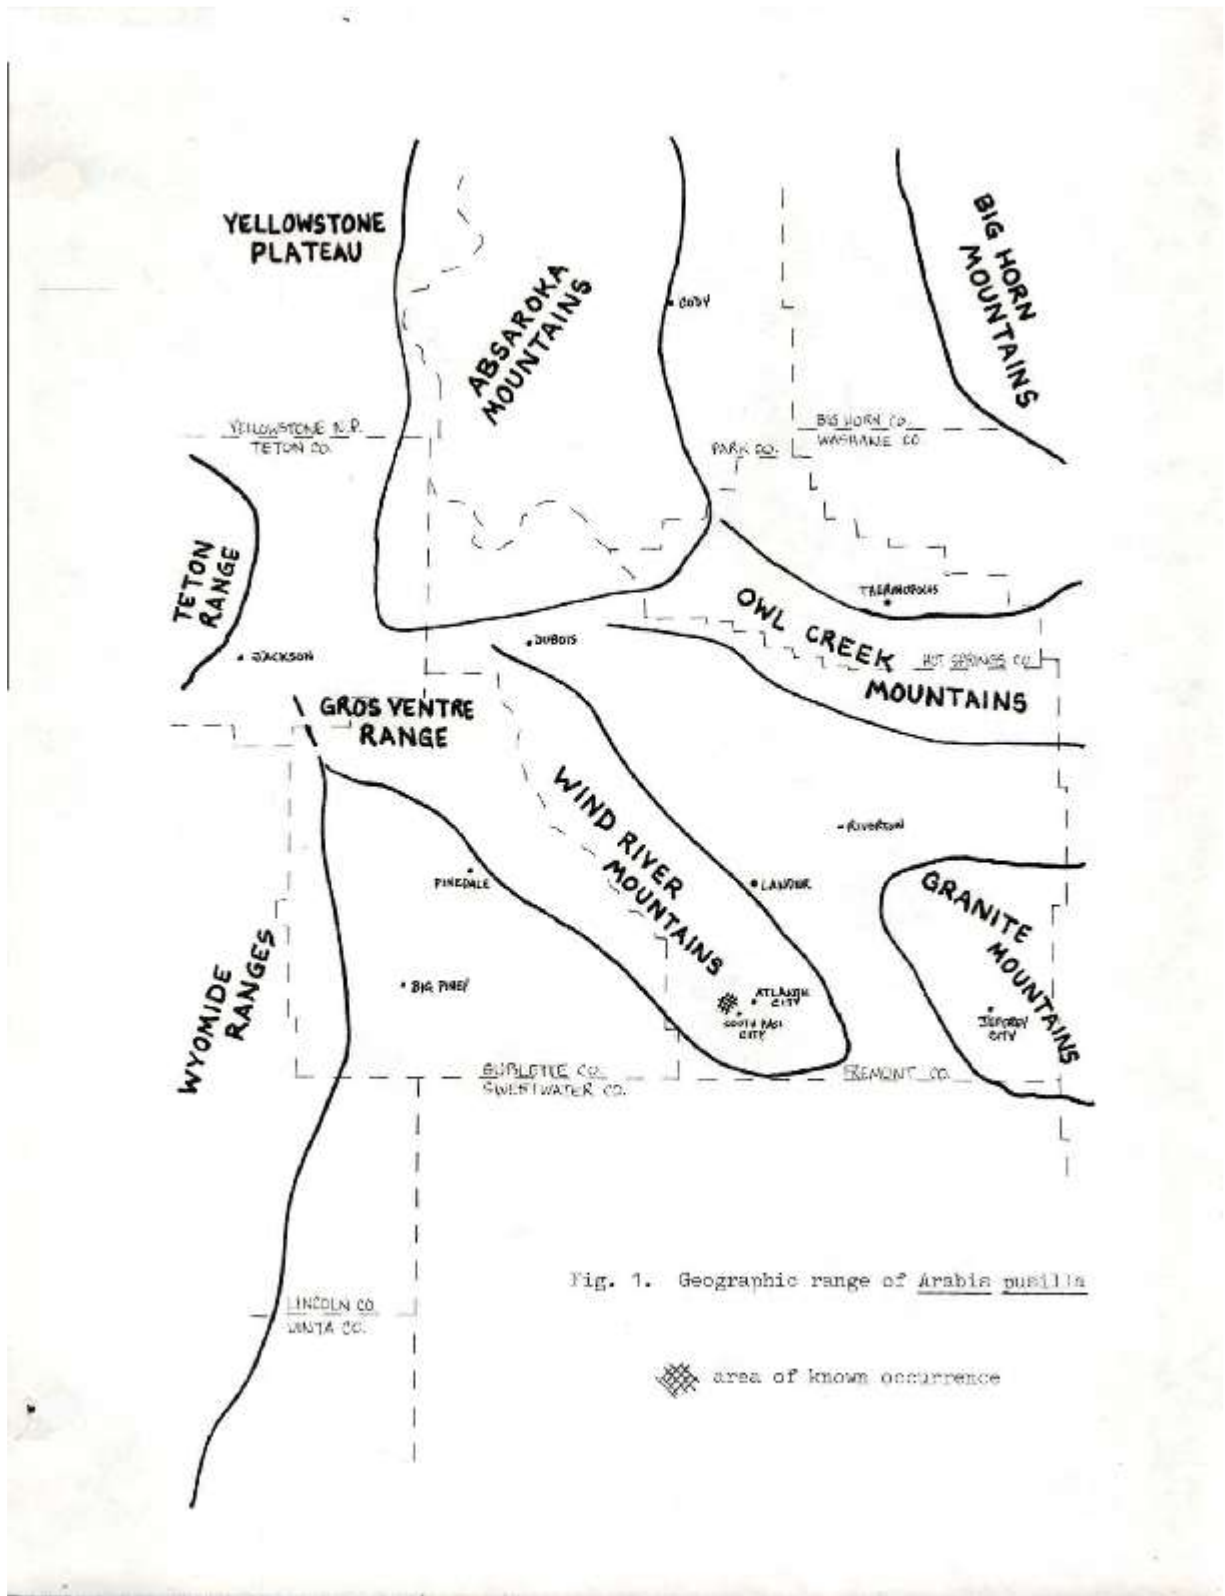 YELLOWSTONE
PLATEAU
BIG HORN
MOUNTAINS
ABSAROKA
MOUNTAINS
CODY
YELLOWSTONE N.P.
TETON CO.
BIG HORN CO.
WASHAKIE CO.
PARK CO.
TETON
RANGE
THERMOPOLIS
OWL CREEK
MOUNTAINS
HOT SPRINGS CO.
DUBOIS
JACKSON
GROS VENTRE
RANGE
WIND RIVER
MOUNTAINS
RIVERTON
PINEDALE
LANDER
GRANITE
MOUNTAINS
WYOMIDE
RANGES
BIG PINEY
ATLANTIC
CITY
SOUTH PASS
CITY
JEFFREY
CITY
SUBLETTE CO.
SWEETWATER CO.
FREMONT CO.
Fig. 1. Geographic range of Arabis pusilla
LINCOLN CO.
UINTA CO.
area of known occurrence